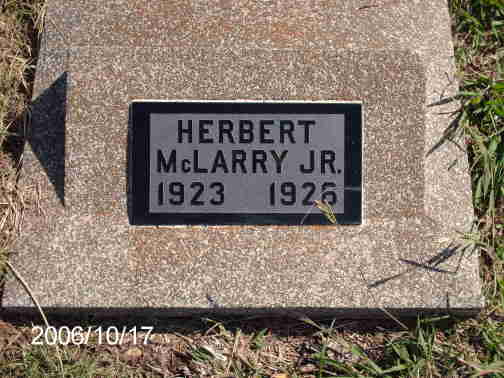 HERBERT
McLARRY JR.
1923 1926
2006/10/17